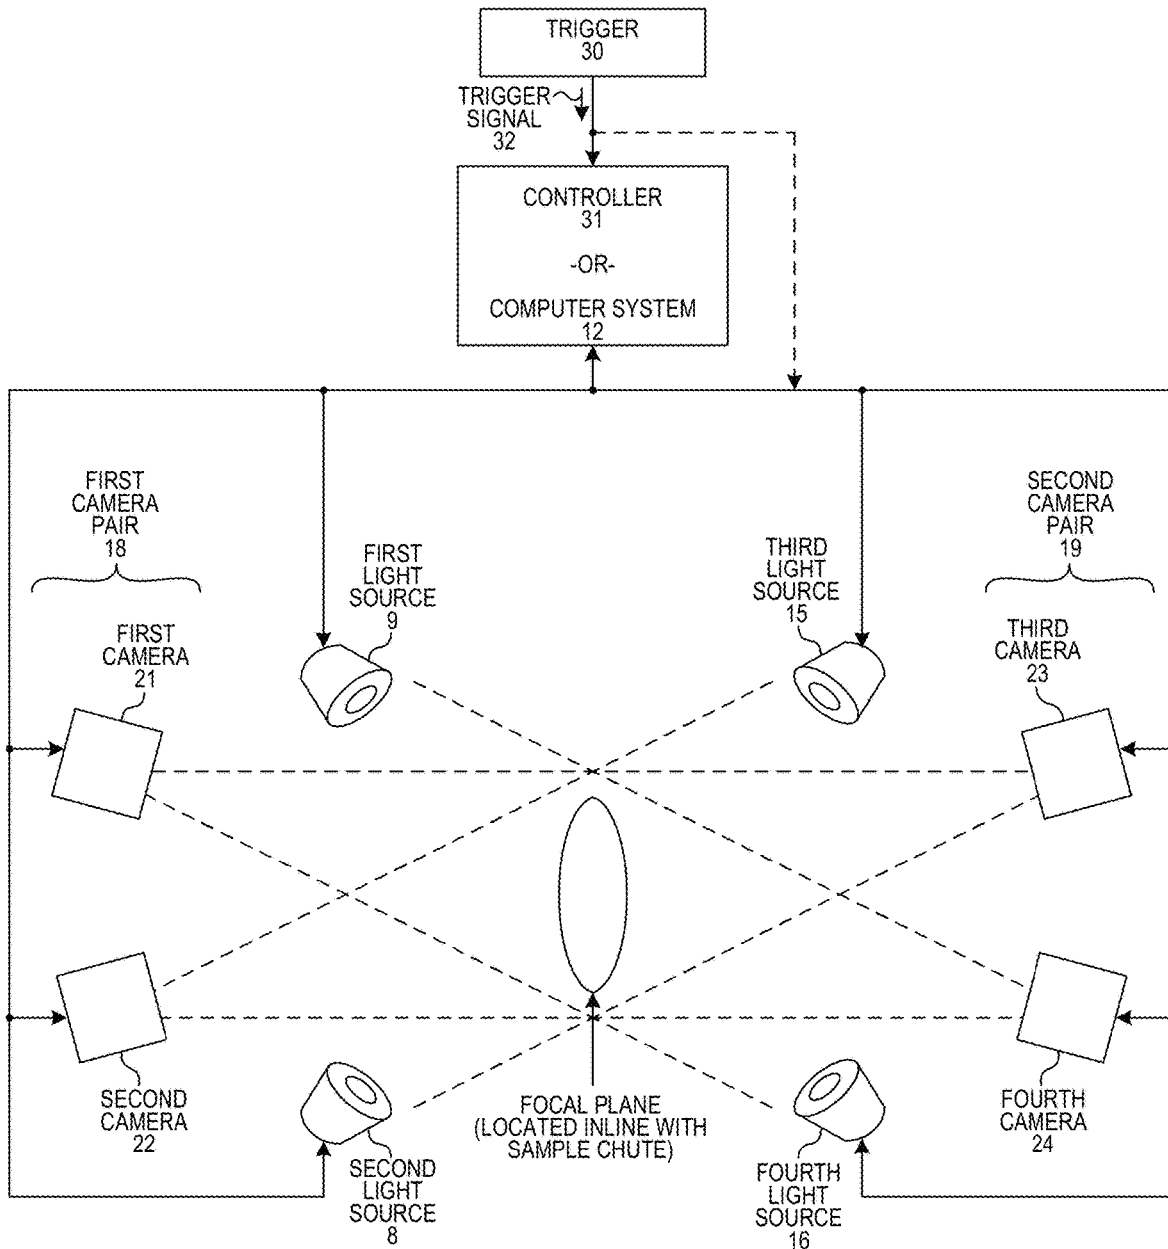 TRIGGER
30
TRIGGER
SIGNAL
32
CONTROLLER
31
-OR-
COMPUTER SYSTEM
12
FIRST
CAMERA
PAIR
18
SECOND
CAMERA
PAIR
19
FIRST
LIGHT
SOURCE
9
THIRD
LIGHT
SOURCE
15
FIRST
CAMERA
21
THIRD
CAMERA
23
SECOND
CAMERA
22
SECOND
LIGHT
SOURCE
8
FOCAL PLANE
(LOCATED INLINE WITH
SAMPLE CHUTE)
FOURTH
LIGHT
SOURCE
16
FOURTH
CAMERA
24